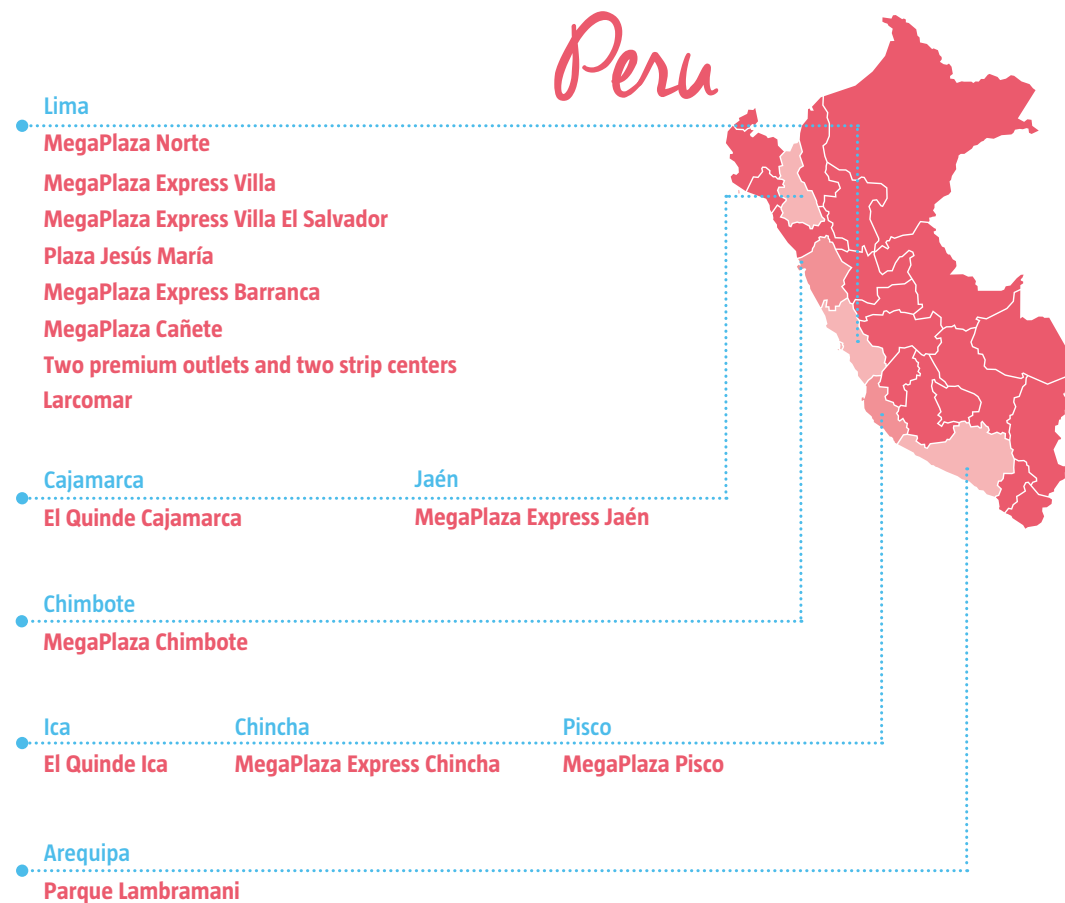 Peru
Lima
MegaPlaza Norte
MegaPlaza Express Villa
MegaPlaza Express Villa El Salvador
Plaza Jesús María
MegaPlaza Express Barranca
MegaPlaza Cañete
Two premium outlets and two strip centers
Larcomar
Cajamarca
El Quinde Cajamarca
Jaén
MegaPlaza Express Jaén
Chimbote
MegaPlaza Chimbote
Ica
El Quinde Ica
Chincha
MegaPlaza Express Chincha
Pisco
MegaPlaza Pisco
Arequipa
Parque Lambramani